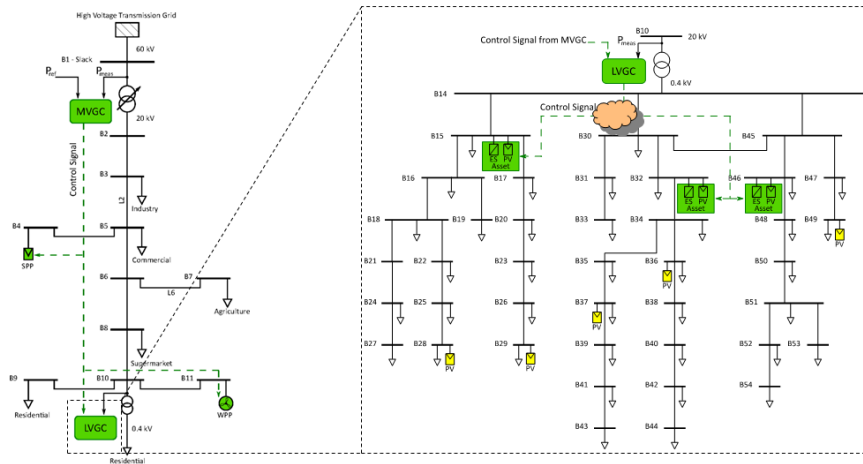 High Voltage Transmission Grid
60 kV
B1 - Slack
Pref
Pmeas
MVGC
20 kV
B2
Control Signal
B3
L2
Industry
B4
B5
SPP
Commercial
B6
B7
L6
Agriculture
B8
Supermarket
B9
B10
B11
Residential
WPP
LVGC
0.4 kV
Residential
Control Signal from MVGC
B10
20 kV
Pmeas
LVGC
0.4 kV
B14
Control Signal
B15
B30
B45
ES PV
Asset
B16
B17
B31
B32
B46
B47
ES PV
Asset
ES PV
Asset
B18
B19
B20
B33
B34
B48
B49
PV
B21
B22
B23
B35
B36
B50
PV
B24
B25
B26
B37
B38
B51
PV
B27
B28
B29
B39
B40
B52
B53
PV
PV
B41
B42
B54
B43
B44